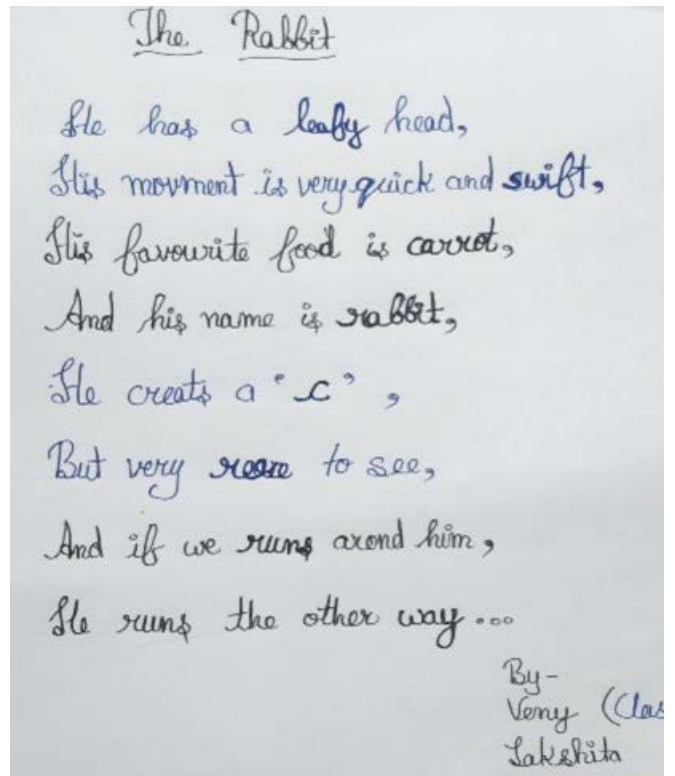 The Rabbit
He has a leafy head,
His movment is very quick and swift,
His favourite food is carrot,
And his name is rabbit,
He creats a ' c ' ,
But very to see,
And if we runs arond him,
He runs the other way...
By-
Veny (Clas
Lakshita